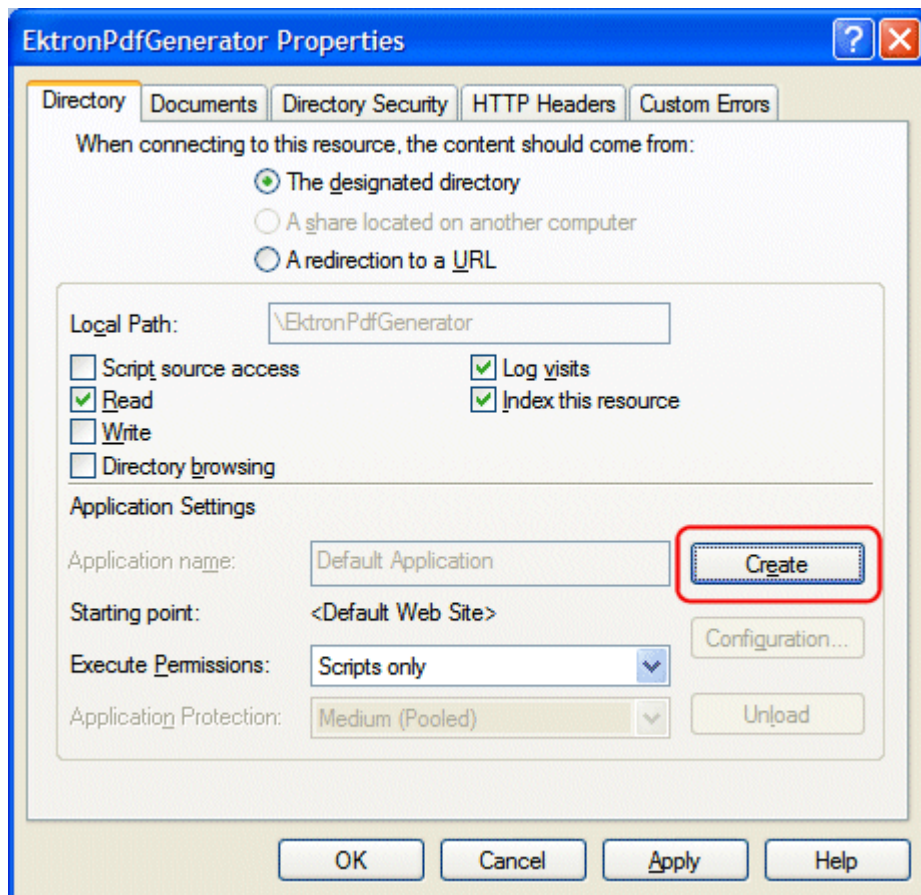 EktronPdfGenerator Properties
Directory Documents Directory Security HTTP Headers Custom Errors
When connecting to this resource, the content should come from:
The designated directory
A share located on another computer
A redirection to a URL
Local Path: \EktronPdfGenerator
Script source access Log visits
Read Index this resource
Write
Directory browsing
Application Settings
Application name: Default Application Create
Starting point: <Default Web Site>
Configuration...
Execute Permissions: Scripts only
Application Protection: Medium (Pooled) Unload
OK Cancel Apply Help